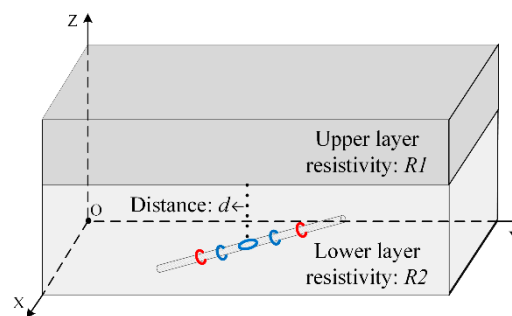 Z
Upper layer
resistivity: R1
Distance: d
O
Y
Lower layer
resistivity: R2
X